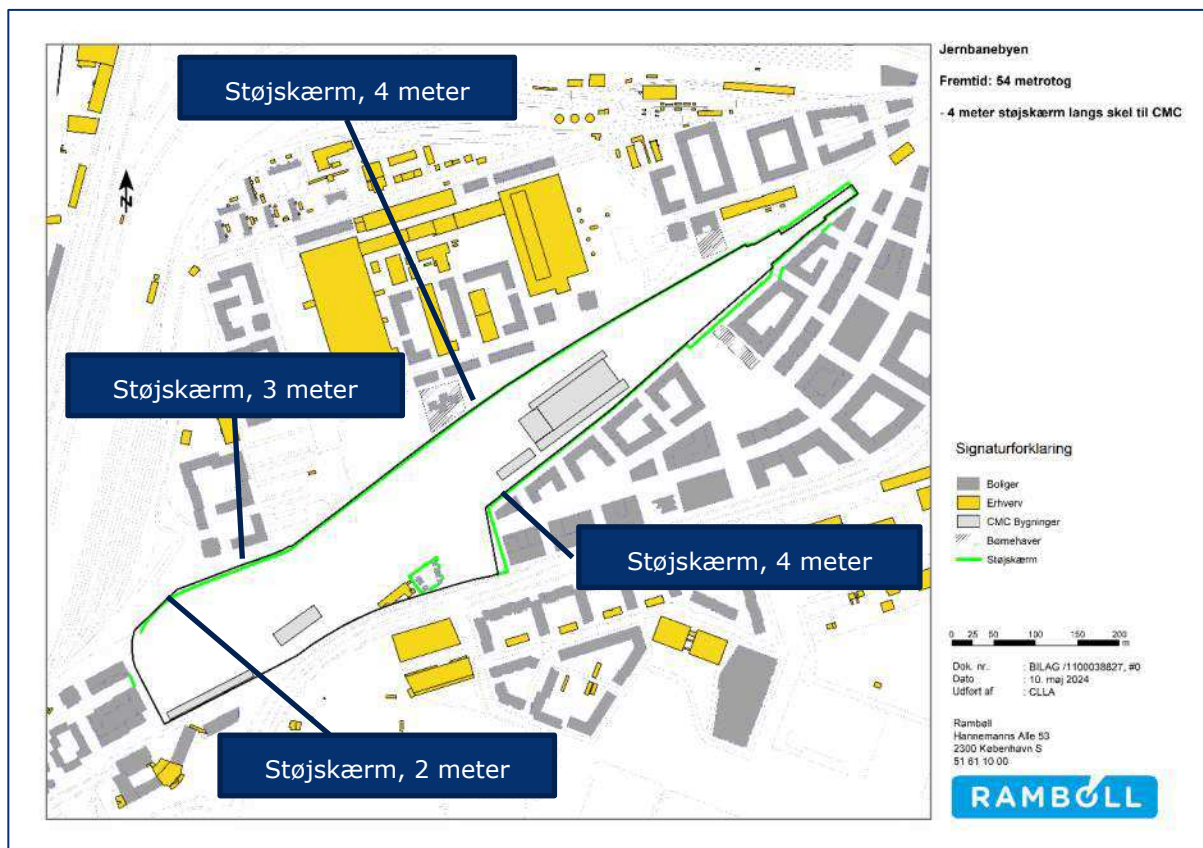 Støjskærm, 4 meter
Støjskærm, 3 meter
Støjskærm, 4 meter
Støjskærm, 2 meter
N
Jernbanebyen
Fremtid: 54 metrotog
- 4 meter støjskærm langs skel til CMC
Signaturforklaring
Boliger
Erhverv
CMC Bygninger
Børnehaver
Støjskærm
0 25 50 100 150 200
m
Dok. nr. : BILAG /1100038827, #0
Dato : 10. maj 2024
Udført af : CLLA
Rambøll
Hannemanns Alle 53
2300 København S
51 61 10 00
RAMBOLL